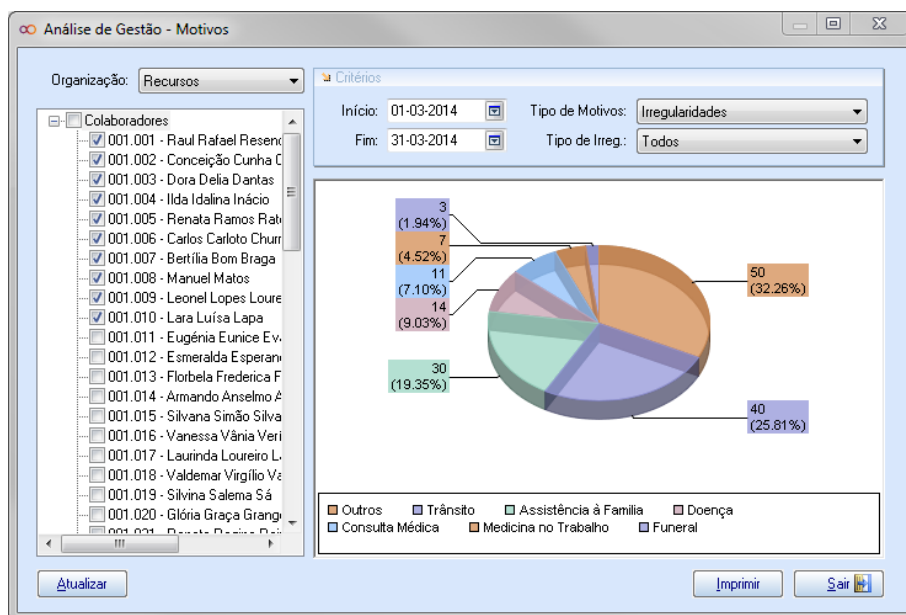 Análise de Gestão - Motivos
Organização: Recursos
Critérios
Início: 01-03-2014 Tipo de Motivos: Irregularidades
Fim: 31-03-2014 Tipo de Irreg.: Todos
Colaboradores
001.001 - Raul Rafael Resend
001.002 - Conceição Cunha C
001.003 - Dora Delia Dantas
001.004 - Ilda Idalina Inácio
001.005 - Renata Ramos Rato
001.006 - Carlos Carloto Churr
001.007 - Bertília Bom Braga
001.008 - Manuel Matos
001.009 - Leonel Lopes Loure
001.010 - Lara Luísa Lapa
001.011 - Eugénia Eunice Ev
001.012 - Esmeralda Esperan
001.013 - Florbela Frederica F
001.014 - Armando Anselmo A
001.015 - Silvana Simão Silva
001.016 - Vanessa Vânia Veri
001.017 - Laurinda Loureiro L
001.018 - Valdemar Virgílio Va
001.019 - Silvina Salema Sá
001.020 - Glória Graça Grang
3
(1.94%)
7
(4.52%)
11
(7.10%)
14
(9.03%)
30
(19.35%)
50
(32.26%)
40
(25.81%)
Outros Trânsito Assistência à Familia Doença
Consulta Médica Medicina no Trabalho Funeral
Atualizar Imprimir Sair